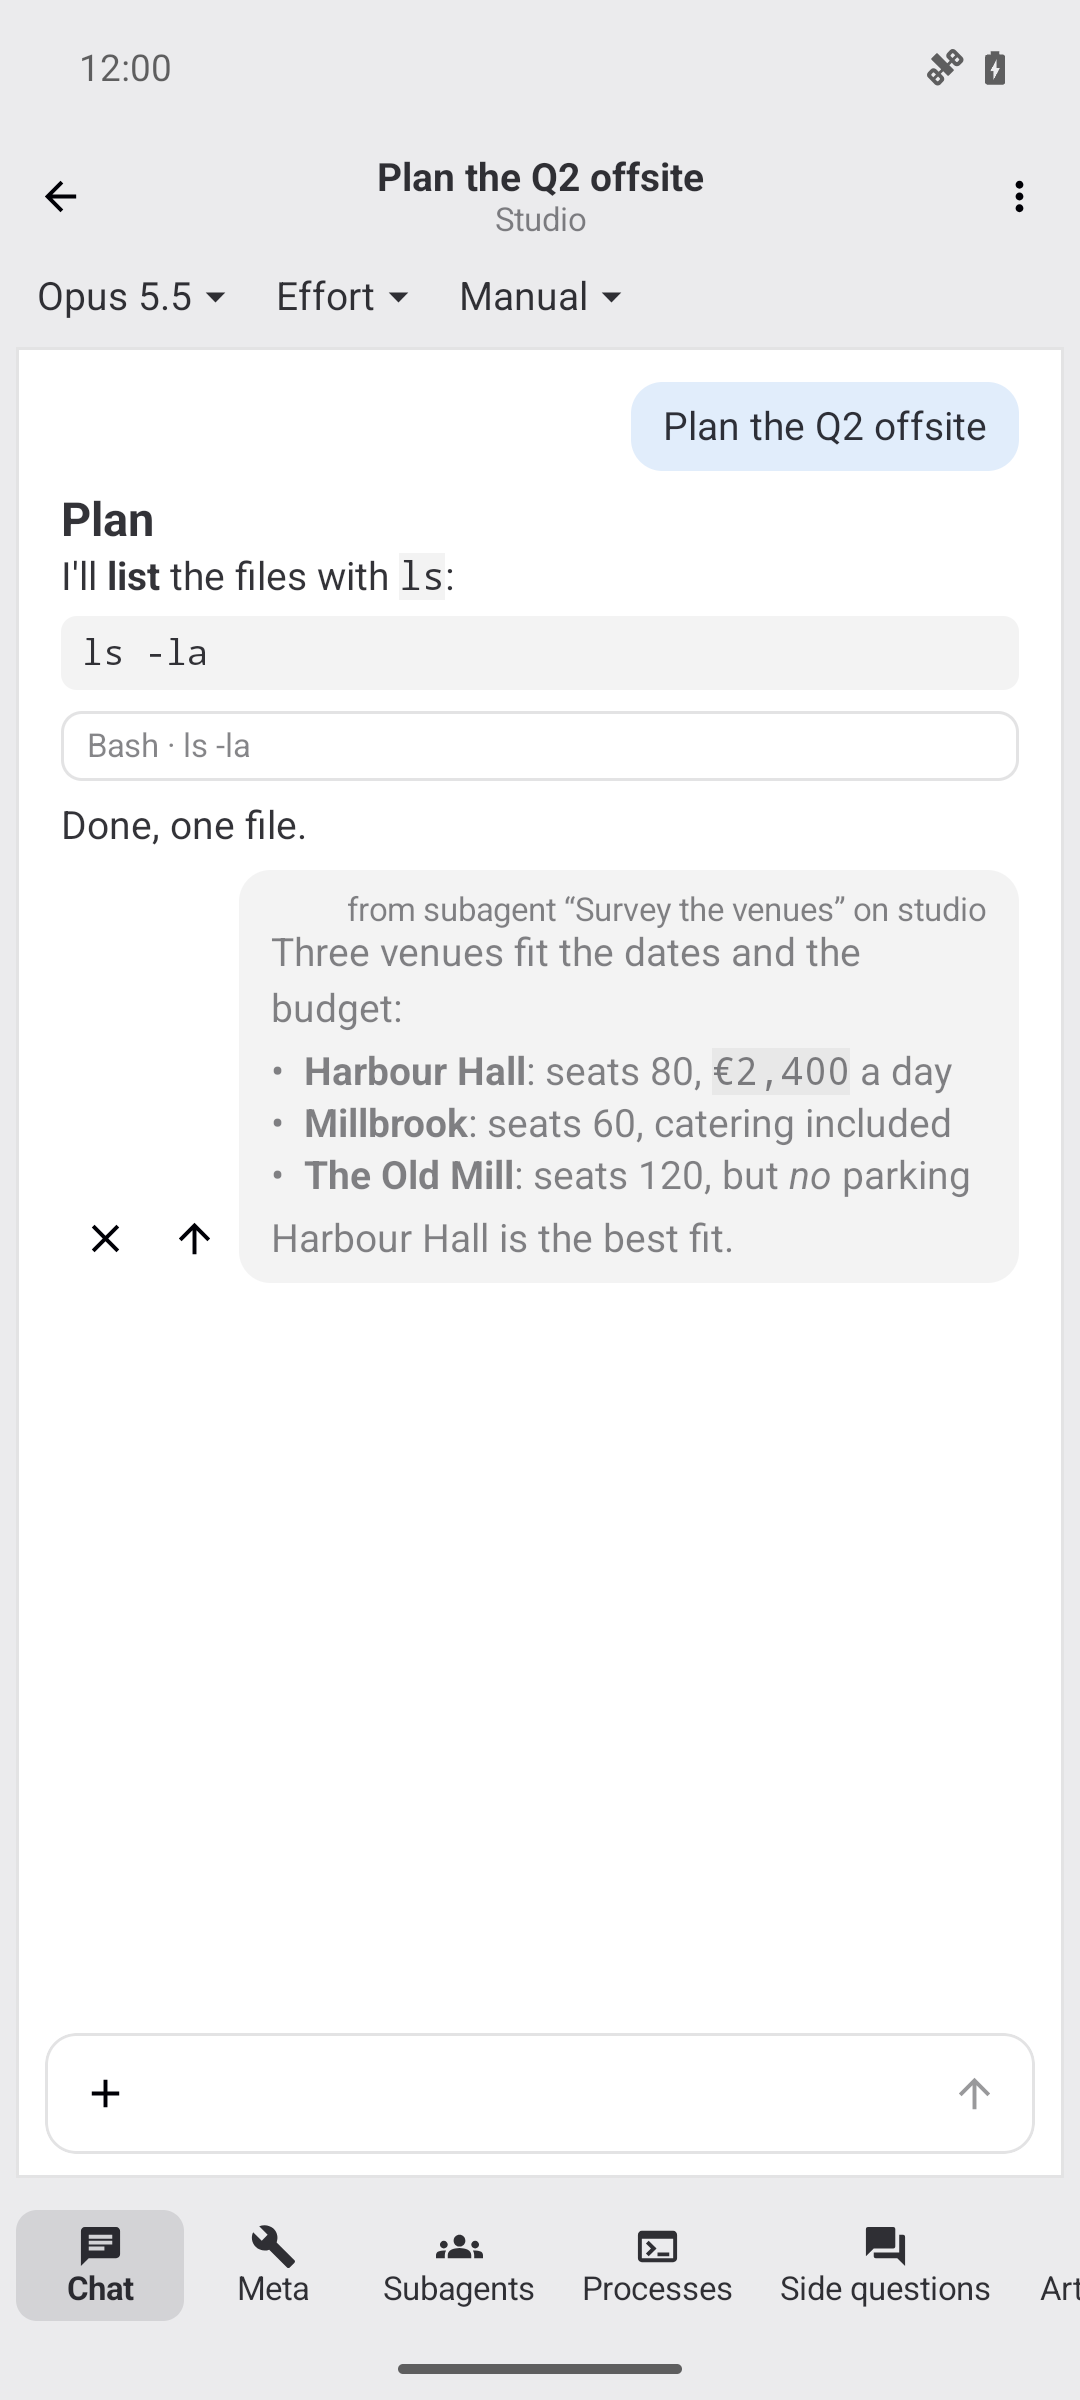 12:00
Plan the Q2 offsite
Studio
Opus 5.5 Effort Manual
Plan the Q2 offsite
Plan
I'll list the files with ls:
ls -la
Bash · ls -la
Done, one file.
from subagent “Survey the venues” on studio
Three venues fit the dates and the
budget:
• Harbour Hall: seats 80, €2,400 a day
• Millbrook: seats 60, catering included
• The Old Mill: seats 120, but no parking
Harbour Hall is the best fit.
Chat Meta Subagents Processes Side questions Art